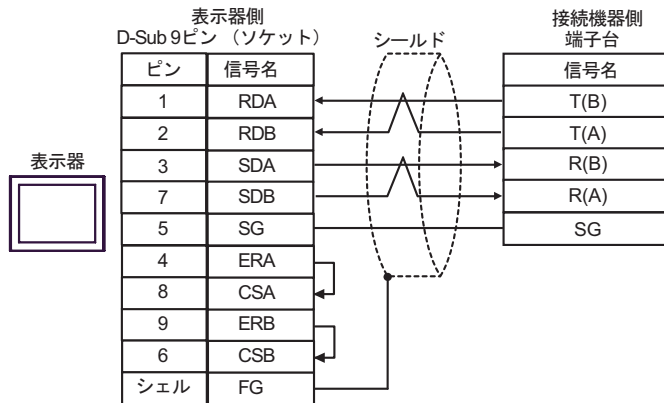 表示器側
D-Sub 9ピン （ソケット）
シールド
接続機器側
端子台
ピン 信号名
信号名
1 RDA
T(B)
2 RDB
T(A)
表示器
3 SDA
R(B)
7 SDB
R(A)
5 SG
SG
4 ERA
8 CSA
9 ERB
6 CSB
シェル FG